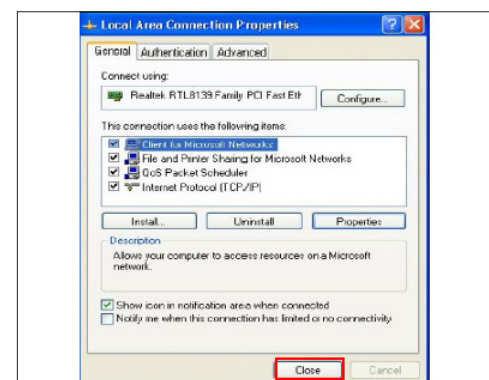 Local Area Connection Properties
General Authentication Advanced
Connect using:
Realtek RTL8139 Family PCI Fast Eth
Configure...
This connection uses the following items:
Client for Microsoft Networks
File and Printer Sharing for Microsoft Networks
QoS Packet Scheduler
Internet Protocol (TCP/IP)
Install... Uninstall Properties
Description
Allows your computer to access resources on a Microsoft
network.
Show icon in notification area when connected
Notify me when this connection has limited or no connectivity
Close Cancel